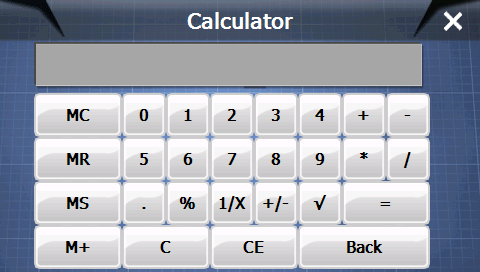 Calculator
MC 0 1 2 3 4 + -
MR 5 6 7 8 9 * /
MS . % 1/X +/- √ =
M+ C CE Back